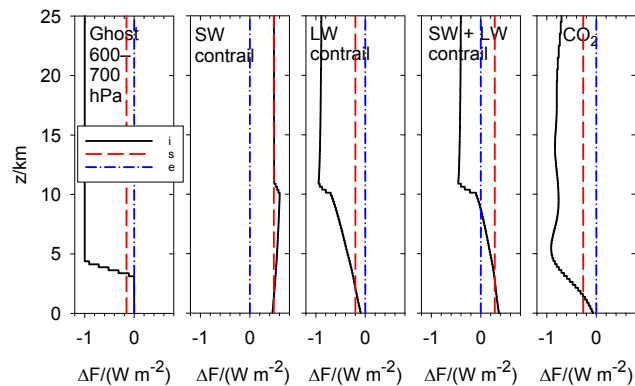 25
20
15
10
5
0
z/km
Ghost
600–
700
hPa
i
s
e
SW
contrail
LW
contrail
SW + LW
contrail
CO2
-1 0
-1 0
-1 0
-1 0
-1 0
ΔF/(W m-2)
ΔF/(W m-2)
ΔF/(W m-2)
ΔF/(W m-2)
ΔF/(W m-2)